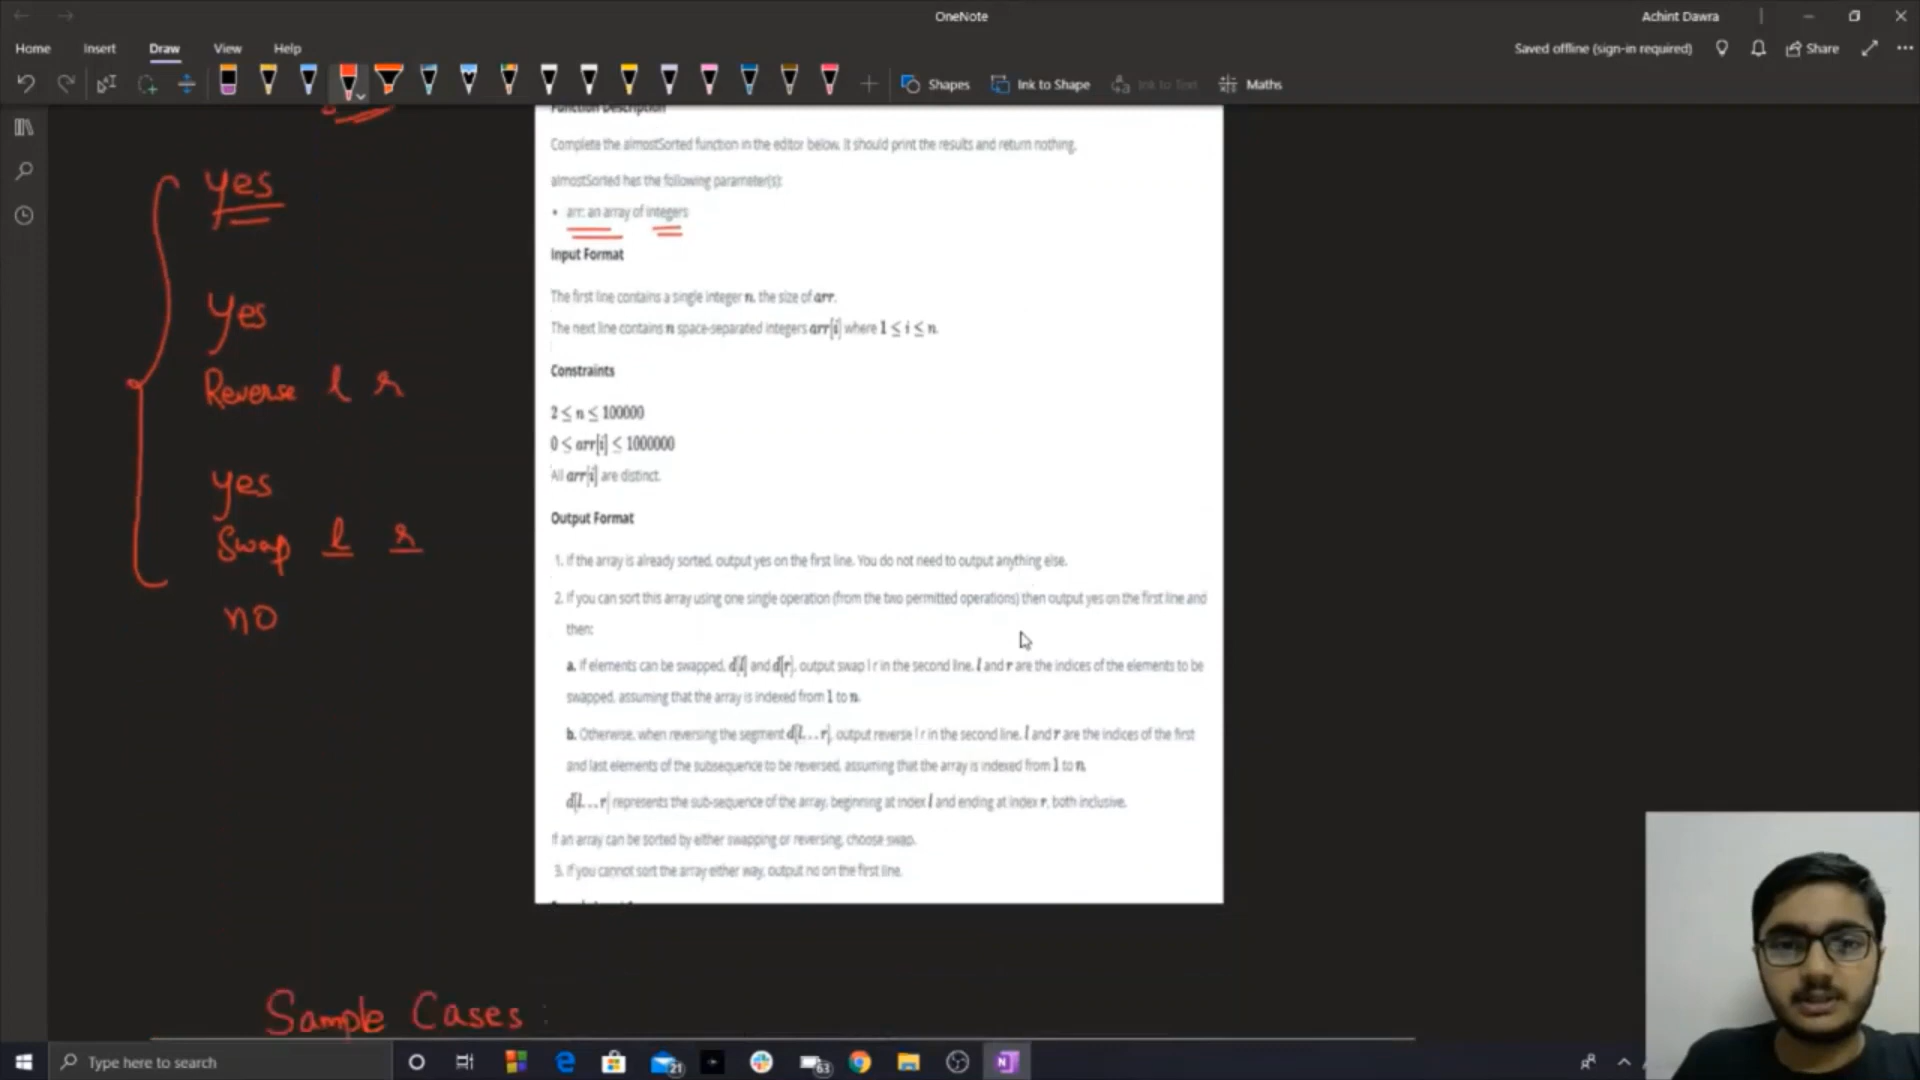 OneNote
Achint Dawra
Home Insert Draw View Help
Saved offline (sign-in required) Share
Shapes Ink to Shape Ink to Text Maths
Function Description
Complete the almostSorted function in the editor below. It should print the results and return nothing.
almostSorted has the following parameter(s):
• arr: an array of integers
Input Format
The first line contains a single integer n, the size of arr.
The next line contains n space-separated integers arr[i] where 1 ≤ i ≤ n.
Constraints
2 ≤ n ≤ 100000
0 ≤ arr[i] ≤ 1000000
All arr[i] are distinct.
Output Format
1. If the array is already sorted, output yes on the first line. You do not need to output anything else.
2. If you can sort this array using one single operation (from the two permitted operations) then output yes on the first line and
then:
a. If elements can be swapped, d[l] and d[r], output swap l r in the second line. l and r are the indices of the elements to be
swapped, assuming that the array is indexed from 1 to n.
b. Otherwise, when reversing the segment d[l...r], output reverse l r in the second line. l and r are the indices of the first
and last elements of the subsequence to be reversed, assuming that the array is indexed from 1 to n.
d[l...r] represents the sub-sequence of the array, beginning at index l and ending at index r, both inclusive.
If an array can be sorted by either swapping or reversing, choose swap.
3. If you cannot sort the array either way, output no on the first line.
yes
yes
Reverse l r
yes
Swap l r
no
Sample Cases :
Type here to search
21
63